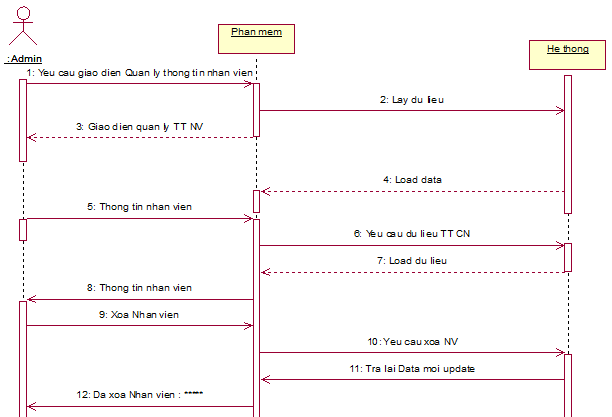 Phan mem
He thong
: Admin
1: Yeu cau giao dien Quan ly thong tin nhan vien
2: Lay du lieu
3: Giao dien quan ly TT NV
4: Load data
5: Thong tin nhan vien
6: Yeu cau du lieu TT CN
7: Load du lieu
8: Thong tin nhan vien
9: Xoa Nhan vien
10: Yeu cau xoa NV
11: Tra lai Data moi update
12: Da xoa Nhan vien : *****